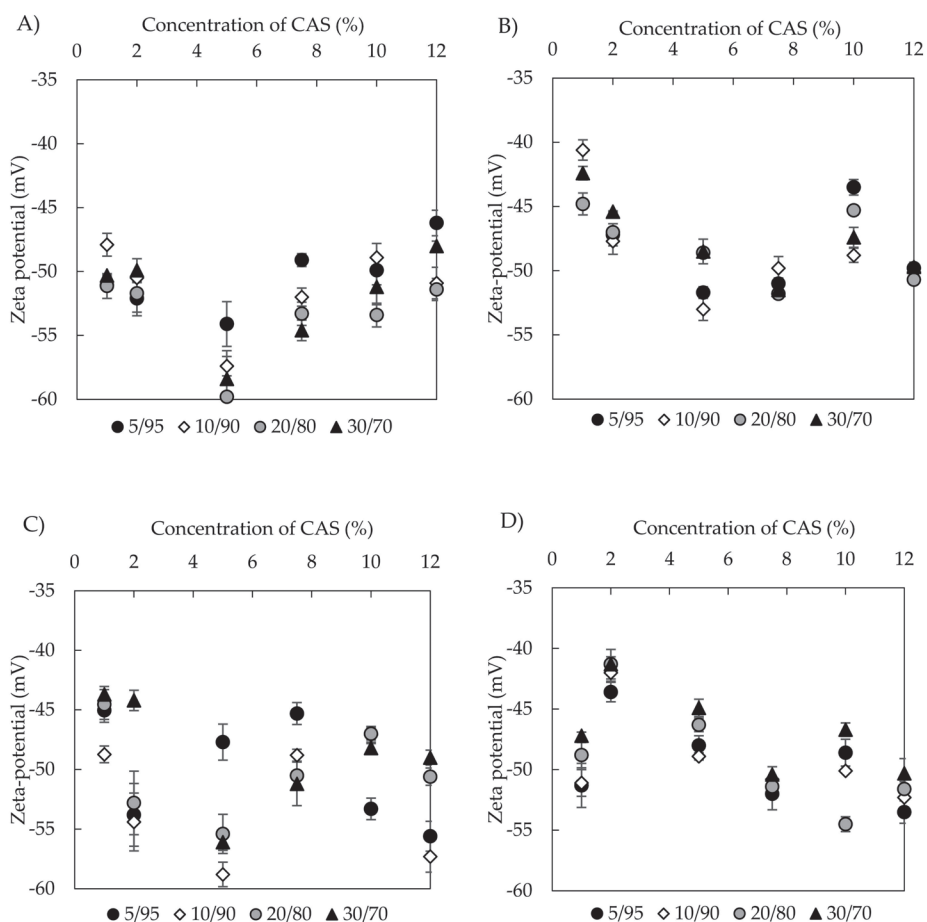 A)
Concentration of CAS (%)
0 2 4 6 8 10 12
-35
-40
-45
-50
-55
-60
Zeta potential (mV)
5/95 10/90 20/80 30/70
B)
Concentration of CAS (%)
0 2 4 6 8 10 12
-35
-40
-45
-50
-55
-60
Zeta-potential (mV)
5/95 10/90 20/80 30/70
C)
Concentration of CAS (%)
0 2 4 6 8 10 12
-35
-40
-45
-50
-55
-60
Zeta-potential (mV)
5/95 10/90 20/80 30/70
D)
Concentration of CAS (%)
0 2 4 6 8 10 12
-35
-40
-45
-50
-55
-60
Zeta potential (mV)
5/95 10/90 20/80 30/70